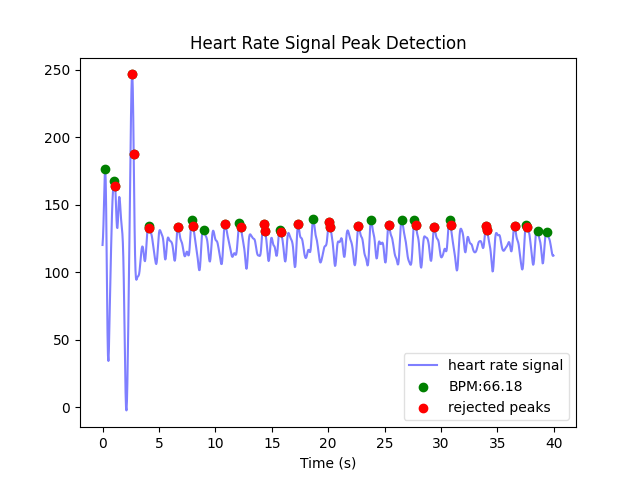 Heart Rate Signal Peak Detection
250
200
150
100
50
0
heart rate signal
BPM:66.18
rejected peaks
0 5 10 15 20 25 30 35 40
Time (s)